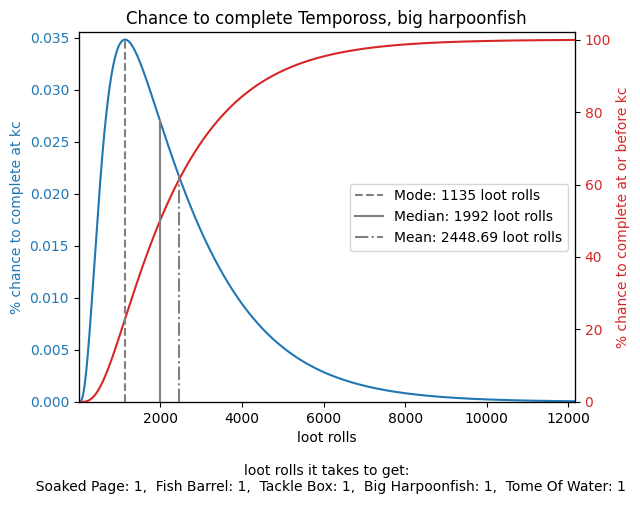 Chance to complete Tempoross, big harpoonfish
% chance to complete at kc
0.035
0.030
0.025
0.020
0.015
0.010
0.005
0.000
100
80
60
40
20
0
% chance to complete at or before kc
Mode: 1135 loot rolls
Median: 1992 loot rolls
Mean: 2448.69 loot rolls
2000 4000 6000 8000 10000 12000
loot rolls
loot rolls it takes to get:
Soaked Page: 1, Fish Barrel: 1, Tackle Box: 1, Big Harpoonfish: 1, Tome Of Water: 1